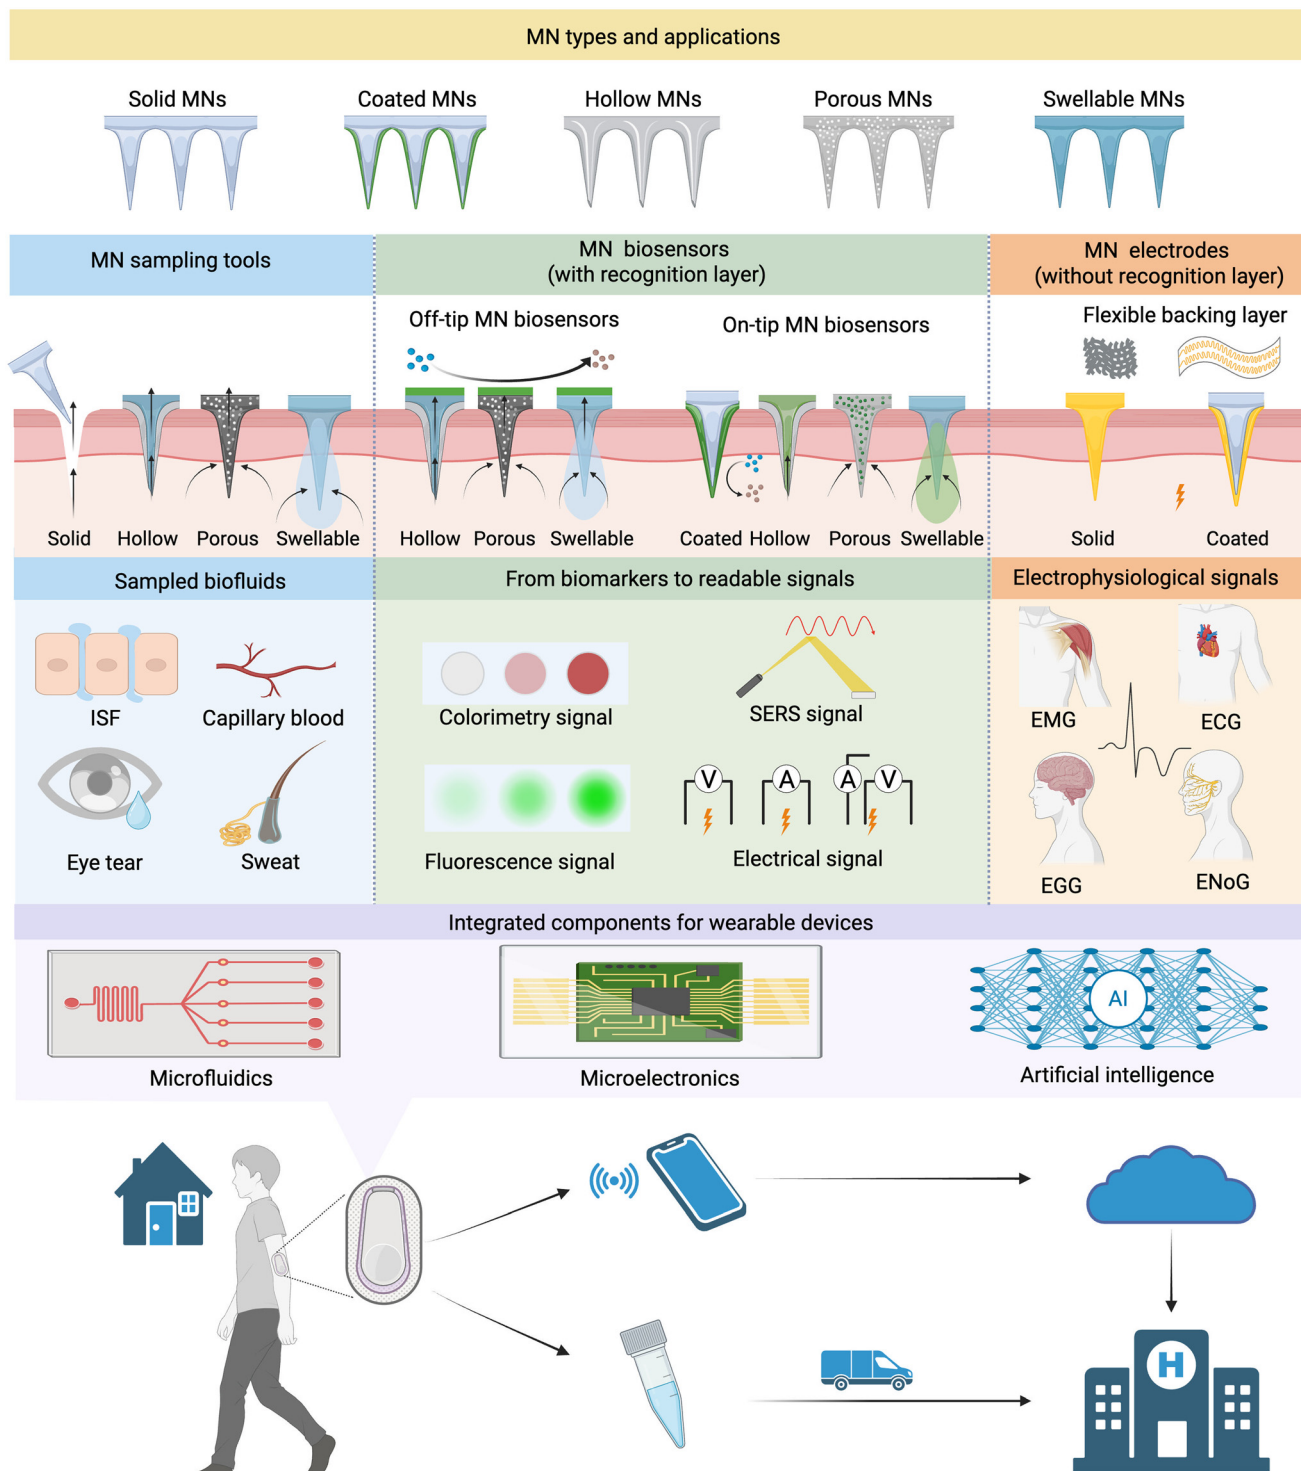 MN types and applications
Solid MNs
Coated MNs
Hollow MNs
Porous MNs
Swellable MNs
MN sampling tools
MN biosensors
(with recognition layer)
MN electrodes
(without recognition layer)
Off-tip MN biosensors
On-tip MN biosensors
Flexible backing layer
Solid
Hollow
Porous
Swellable
Hollow
Porous
Swellable
Coated
Hollow
Porous
Swellable
Solid
Coated
Sampled biofluids
From biomarkers to readable signals
Electrophysiological signals
ISF
Capillary blood
Colorimetry signal
SERS signal
EMG
ECG
V
A
A
V
Eye tear
Sweat
Fluorescence signal
Electrical signal
EGG
ENoG
Integrated components for wearable devices
AI
Microfluidics
Microelectronics
Artificial intelligence
H